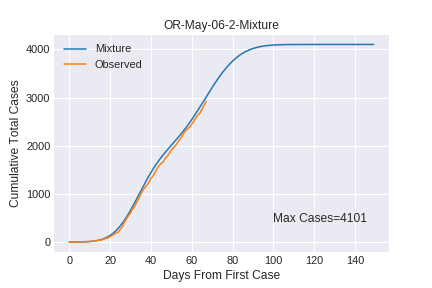 OR-May-06-2-Mixture
Mixture
Observed
4000
3000
2000
1000
0
Cumulative Total Cases
Max Cases=4101
0 20 40 60 80 100 120 140
Days From First Case